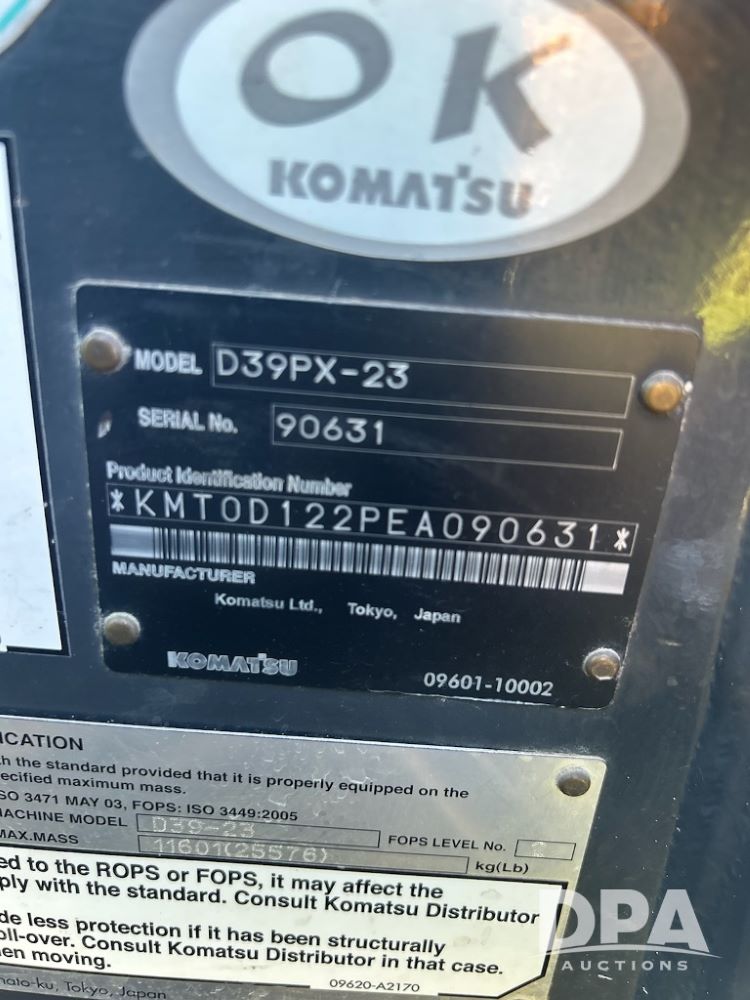 OK
KOMATSU
MODEL D39PX-23
SERIAL No. 90631
Product Identification Number
*KMT0D122PEA090631*
MANUFACTURER
Komatsu Ltd., Tokyo, Japan
KOMATSU 09601-10002
ICATION
the standard provided that it is properly equipped on the
ecified maximum mass.
SO 3471 MAY 03, FOPS: ISO 3449:2005
MACHINE MODEL D39-23 FOPS LEVEL No.
MAX.MASS 11601(25576) kg(Lb)
ed to the ROPS or FOPS, it may affect the
ply with the standard. Consult Komatsu Distributor
de less protection if it has been structurally
oll-over. Consult Komatsu Distributor in that case.
en moving.
nato-ku, Tokyo, Japan 09620-A2170
DPA
AUCTIONS